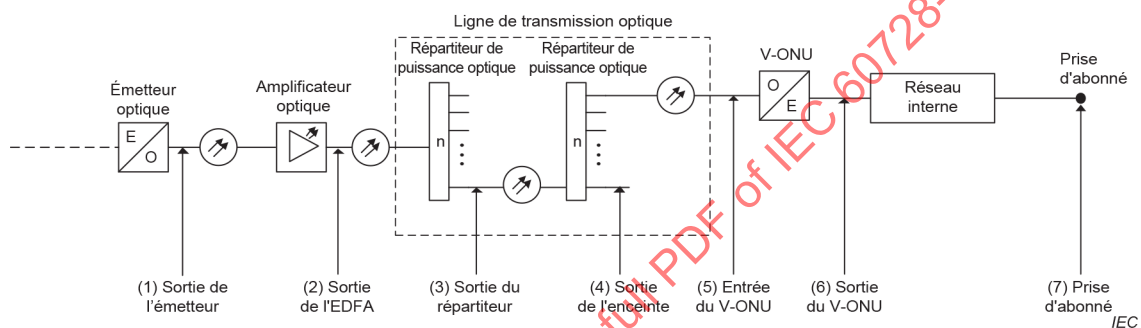 Ligne de transmission optique
Répartiteur de
puissance optique
Répartiteur de
puissance optique
V-ONU
Prise
d'abonné
Émetteur
optique
Amplificateur
optique
Réseau
interne
E
O
n
n
O
E
(1) Sortie de
l'émetteur
(2) Sortie
de l'EDFA
(3) Sortie du
répartiteur
(4) Sortie
de l'enceinte
(5) Entrée
du V-ONU
(6) Sortie
du V-ONU
(7) Prise
d'abonné
IEC
full PDF of IEC 60728-